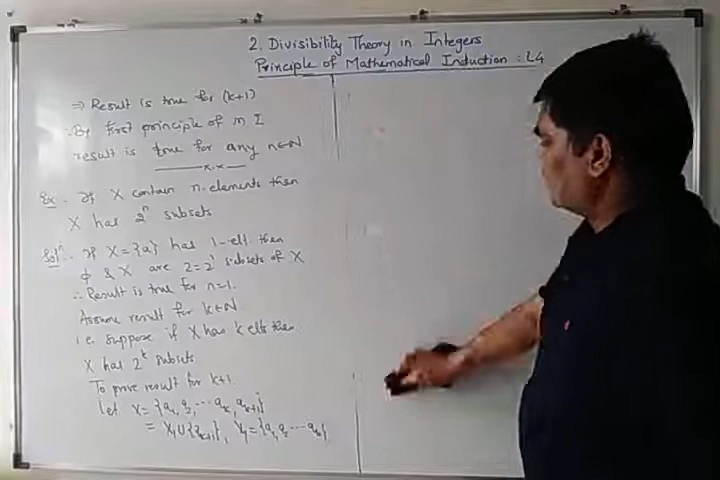 2. Divisibility Theory in Integers
Principle of Mathematical Induction : L4
⇒ Result is true for (k+1)
∴ By first principle of M I
result is true for any n∈N
x.x
Ex:- If X contain n-elements then
X has 2ⁿ subsets
Solⁿ:- If X = {a} has 1-elt. then
ϕ & X are 2 = 2¹ subsets of X
∴ Result is true for n=1.
Assume result for k∈N
i.e. suppose if X has k elts then
X has 2ᵏ subsets
To prove result for k+1.
let X = {a₁, a₂, ... aₖ, aₖ₊₁}
= X₁∪{aₖ₊₁}, X₁ = {a₁, a₂ ... aₖ}